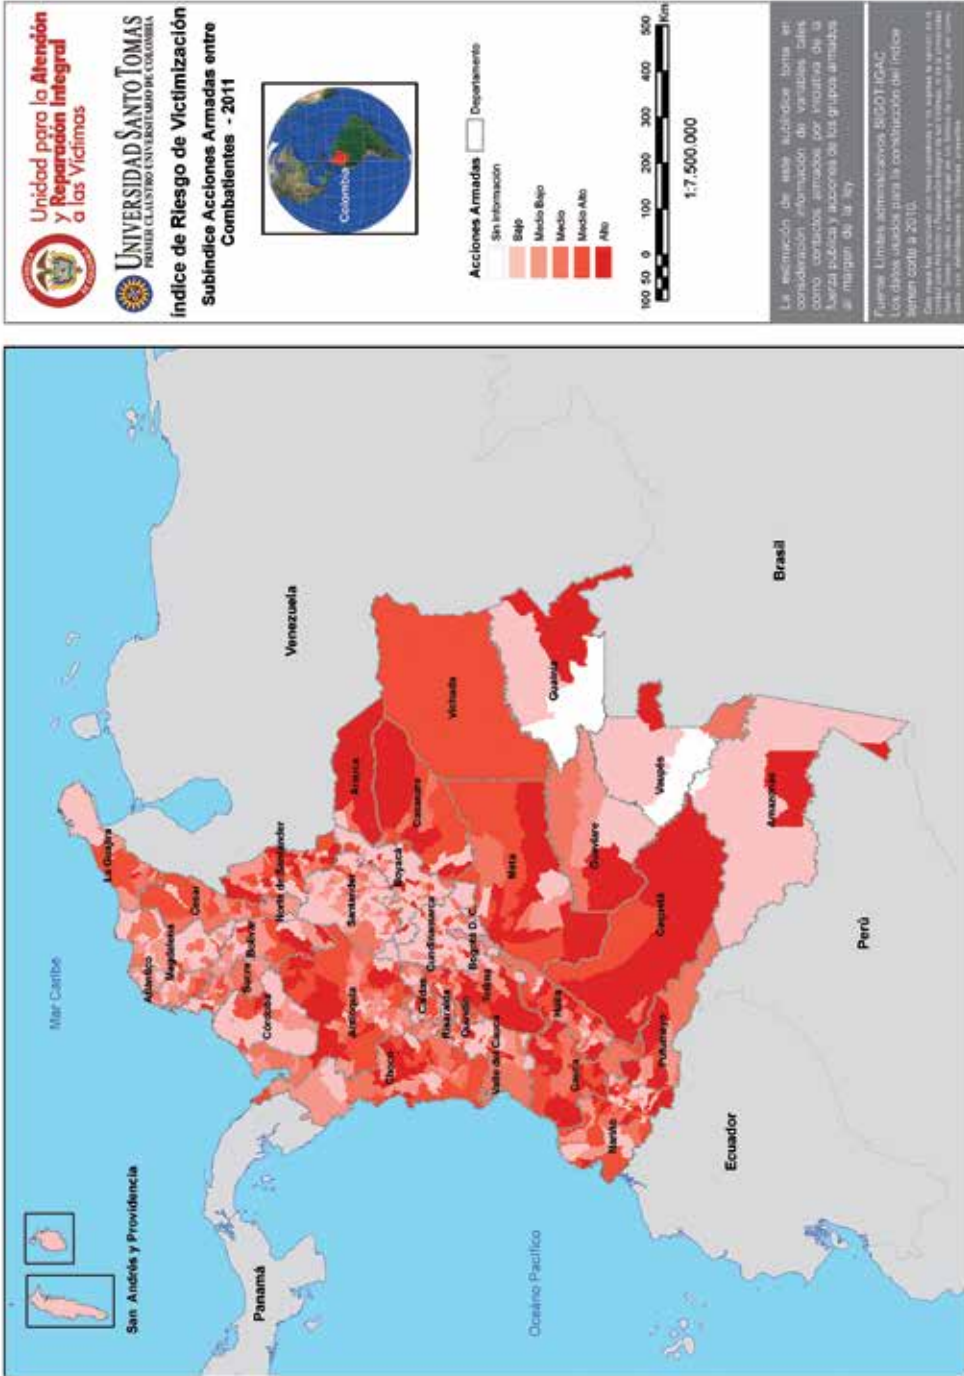 Unidad para la Atención
y Reparación Integral
a las Víctimas
UNIVERSIDAD SANTO TOMAS
PRIMER CLAUSTRO UNIVERSITARIO DE COLOMBIA
Índice de Riesgo de Victimización
Subíndice Acciones Armadas entre
Combatientes - 2011
Colombia
Acciones Armadas
Sin Información
Bajo
Medio Bajo
Medio
Medio Alto
Alto
Departamento
100 50 0 100 200 300 400 500
Km
1:7.500.000
La estimación de este subíndice toma en
consideración información de variables tales
como contactos armados por iniciativa de la
fuerza pública y acciones de los grupos armados
al margen de la ley
Fuente: Límites administrativos SIGOT-IGAC
Los datos usados para la construcción del índice
tienen corte a 2010.
San Andrés y Providencia
Mar Caribe
Panamá
Océano Pacífico
Venezuela
Brasil
Perú
Ecuador
La Guajira
Atlántico
Magdalena
Cesar
Sucre
Bolívar
Córdoba
Norte de Santander
Antioquia
Santander
Arauca
Chocó
Boyacá
Casanare
Caldas
Cundinamarca
Risaralda
Quindío
Bogotá D. C.
Tolima
Valle del Cauca
Vichada
Meta
Guainía
Huila
Cauca
Guaviare
Nariño
Caquetá
Vaupés
Putumayo
Amazonas